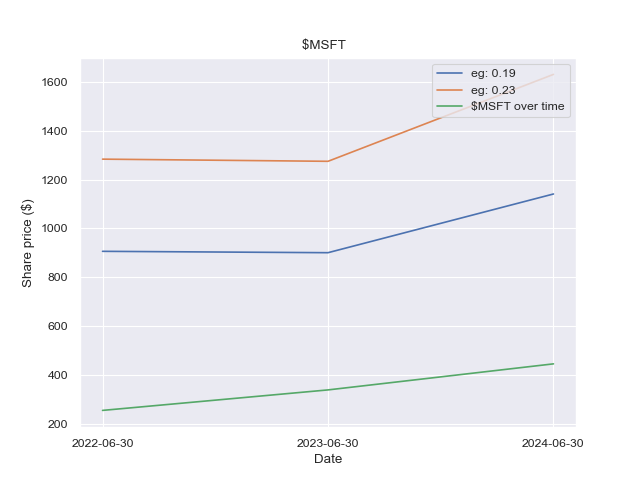 $MSFT
eg: 0.19
eg: 0.23
$MSFT over time
Share price ($)
1600
1400
1200
1000
800
600
400
200
2022-06-30
2023-06-30
2024-06-30
Date